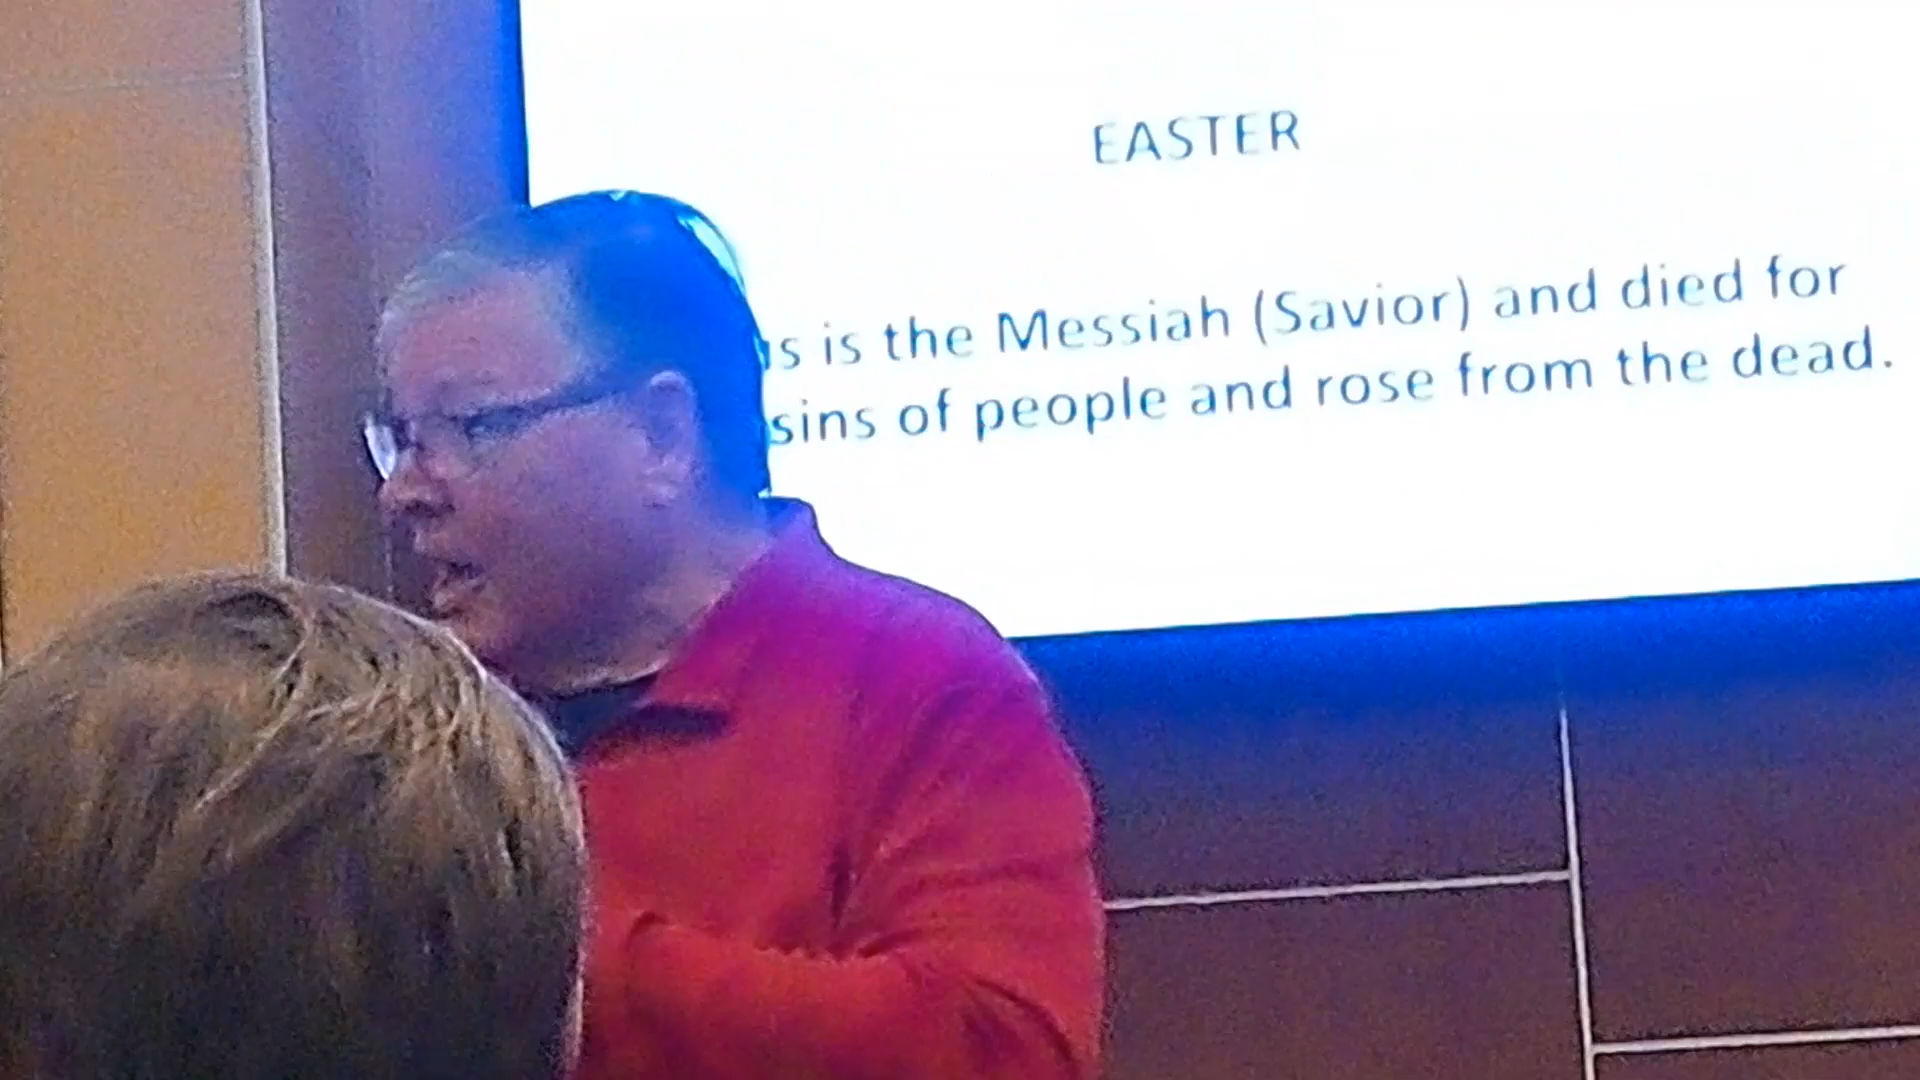 EASTER
is the Messiah (Savior) and died for
sins of people and rose from the dead.